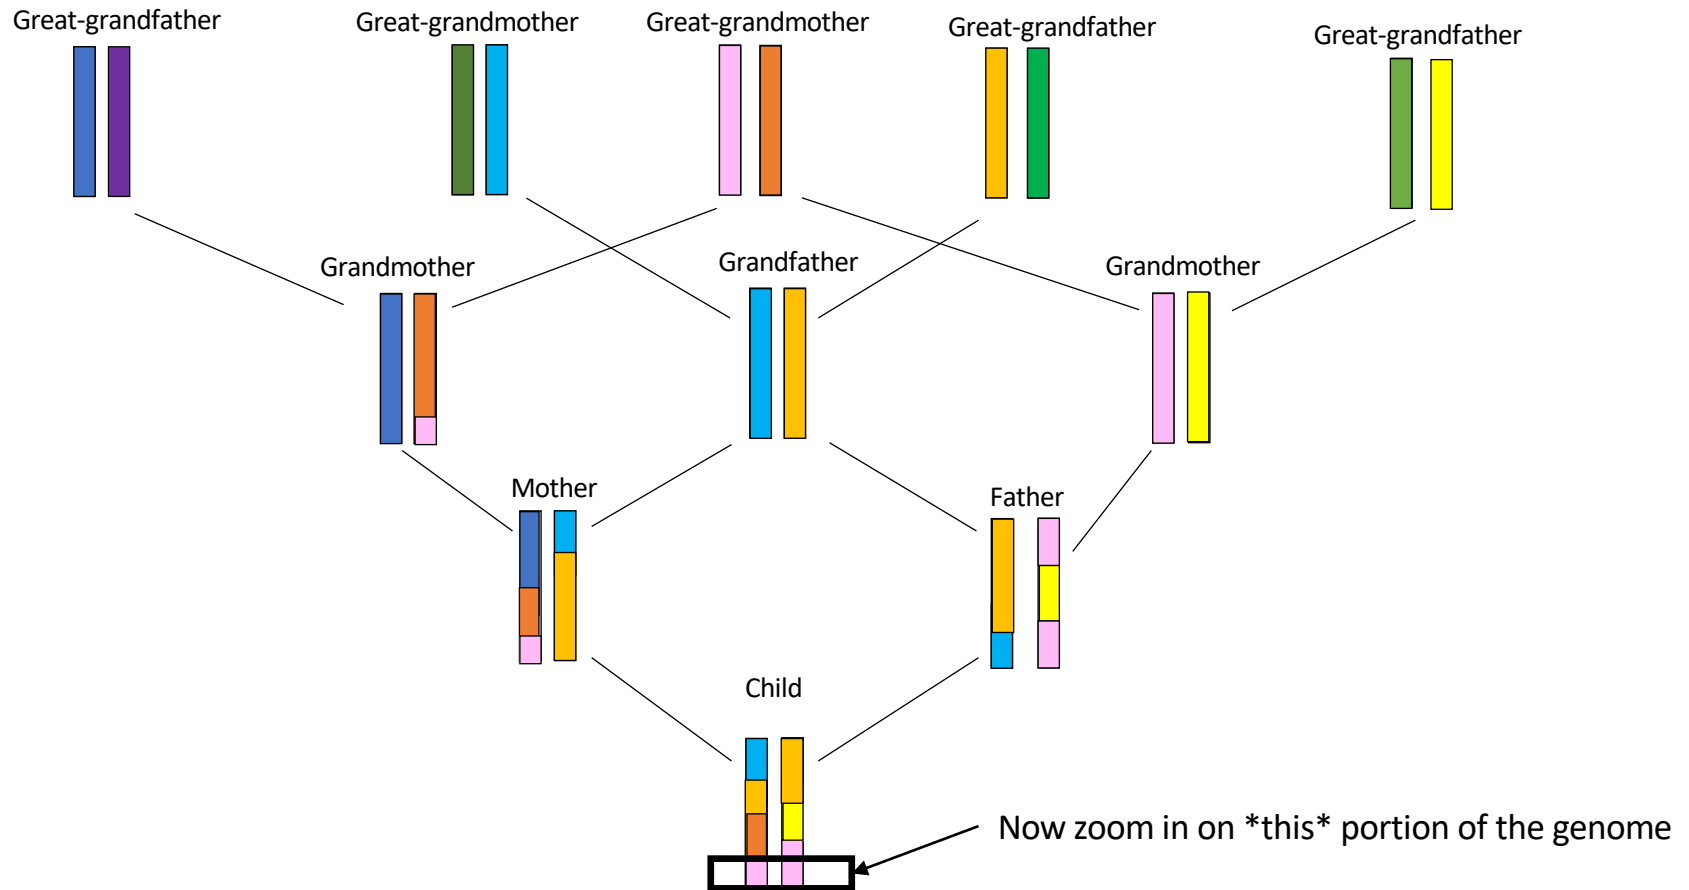 Great-grandfather
Great-grandmother
Great-grandmother
Great-grandfather
Great-grandfather
Grandmother
Grandfather
Grandmother
Mother
Father
Child
Now zoom in on *this* portion of the genome